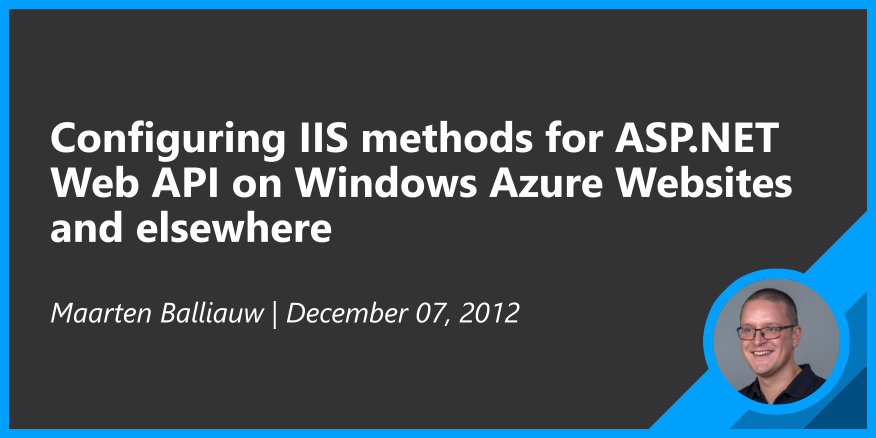 Configuring IIS methods for ASP.NET
Web API on Windows Azure Websites
and elsewhere
Maarten Balliauw | December 07, 2012